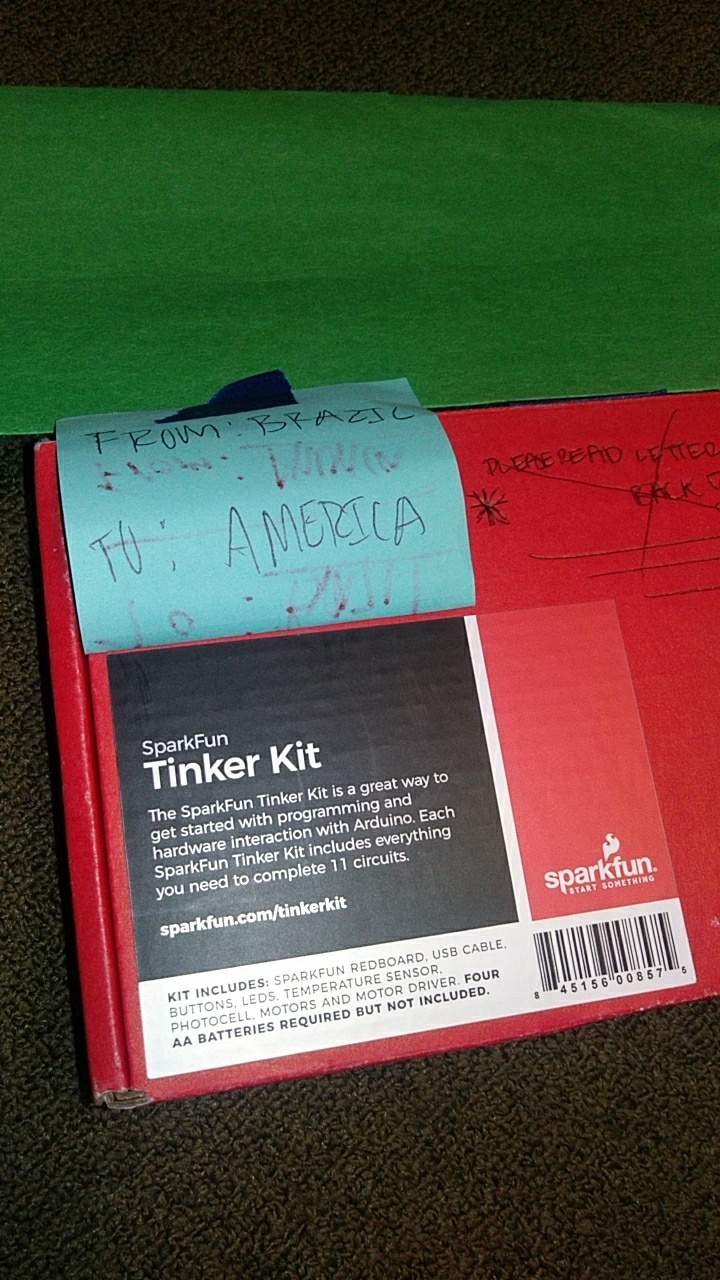 FROM: BRAZIL
From:
TO: AMERICA
To:
PLEASE READ LETTER
BACK
SparkFun
Tinker Kit
The SparkFun Tinker Kit is a great way to
get started with programming and
hardware interaction with Arduino. Each
SparkFun Tinker Kit includes everything
you need to complete 11 circuits.
sparkfun.com/tinkerkit
sparkfun.
START SOMETHING
KIT INCLUDES: SPARKFUN REDBOARD, USB CABLE,
BUTTONS, LEDS, TEMPERATURE SENSOR,
PHOTOCELL, MOTORS AND MOTOR DRIVER. FOUR
AA BATTERIES REQUIRED BUT NOT INCLUDED.
8 45156 00857 5